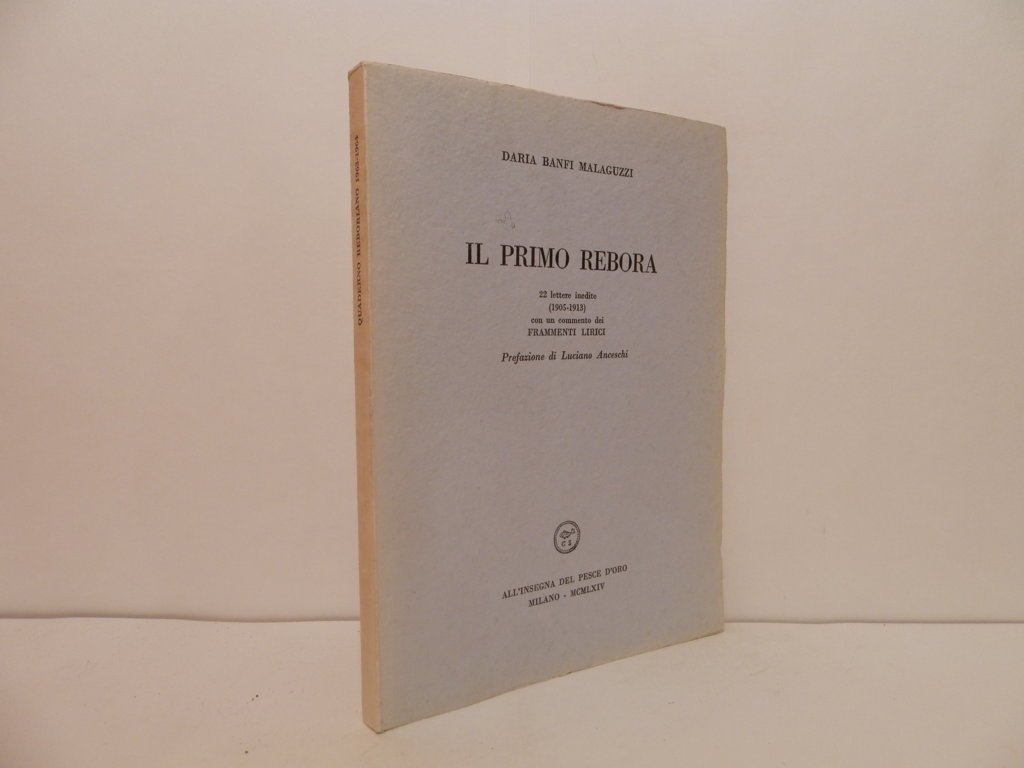 QUADERNO REBORIANO 1963-1964
DARIA BANFI MALAGUZZI
IL PRIMO REBORA
22 lettere inedite
(1905-1913)
con un commento dei
FRAMMENTI LIRICI
Prefazione di Luciano Anceschi
ALL'INSEGNA DEL PESCE D'ORO
MILANO - MCMLXIV